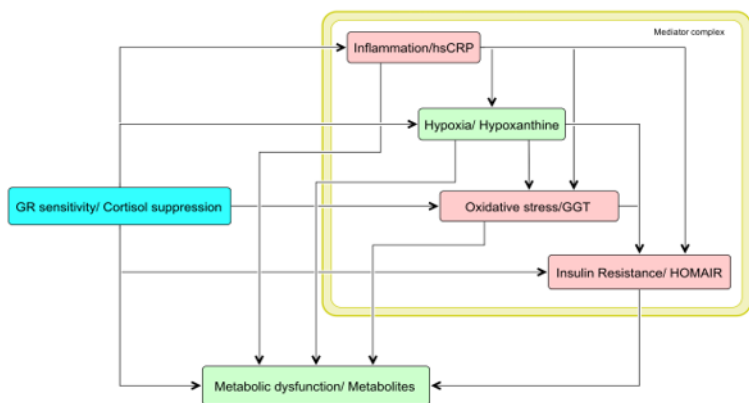 Mediator complex
Inflammation/hsCRP
Hypoxia/ Hypoxanthine
GR sensitivity/ Cortisol suppression
Oxidative stress/GGT
Insulin Resistance/ HOMAIR
Metabolic dysfunction/ Metabolites